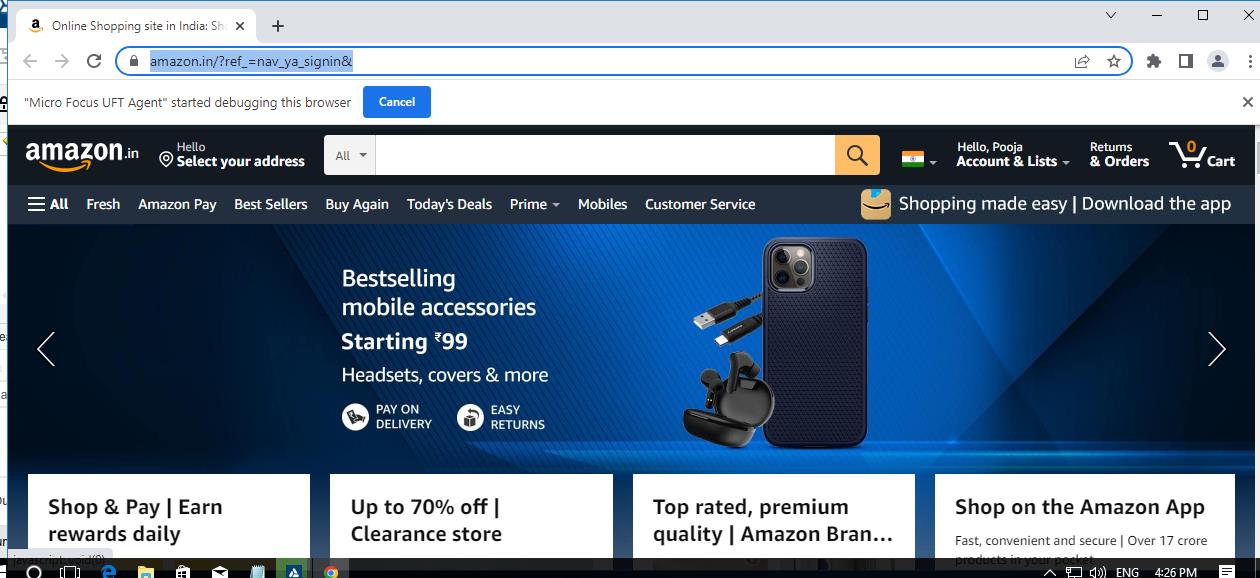 Online Shopping site in India: Sh
amazon.in/?ref_=nav_ya_signin&
"Micro Focus UFT Agent" started debugging this browser
Cancel
amazon.in
Hello
Select your address
All
Hello, Pooja
Account & Lists
Returns
& Orders
0
Cart
All
Fresh
Amazon Pay
Best Sellers
Buy Again
Today's Deals
Prime
Mobiles
Customer Service
Shopping made easy | Download the app
Bestselling
mobile accessories
Starting ₹99
Headsets, covers & more
PAY ON
DELIVERY
EASY
RETURNS
Shop & Pay | Earn
rewards daily
Up to 70% off |
Clearance store
Top rated, premium
quality | Amazon Bran...
Shop on the Amazon App
Fast, convenient and secure | Over 17 crore
products in your pocket
javascript:void(0)
ENG
4:26 PM